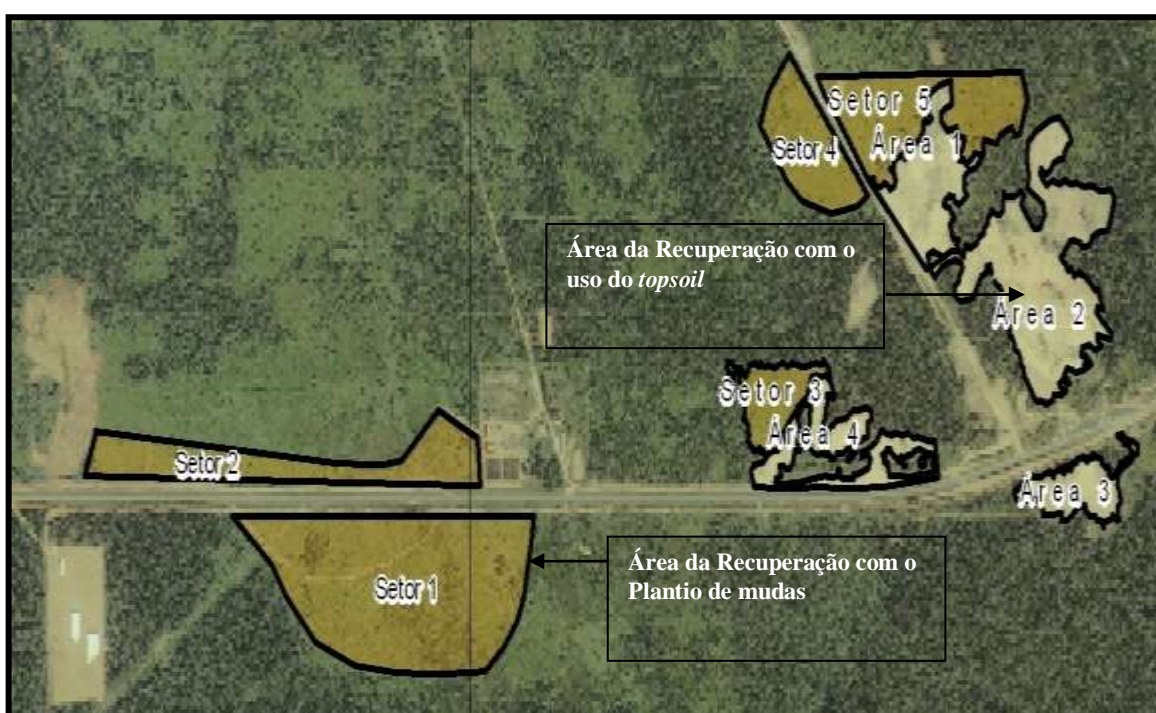 Setor 5
Área 1
Setor 4
Área da Recuperação com o
uso do topsoil
Área 2
Setor 3
Área 4
Setor 2
Área 3
Área da Recuperação com o
Plantio de mudas
Setor 1